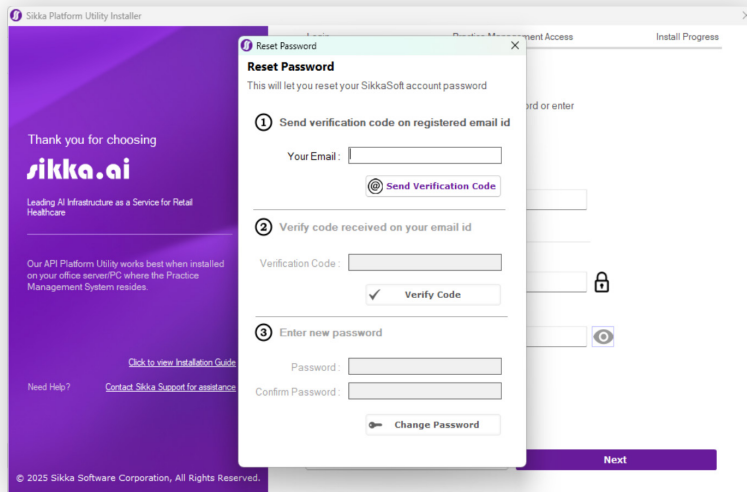 Sikka Platform Utility Installer
Install Progress
Thank you for choosing
sikka.ai
Leading AI Infrastructure as a Service for Retail
Healthcare
Our API Platform Utility works best when installed
on your office server/PC where the Practice
Management System resides.
Click to view Installation Guide
Need Help? Contact Sikka Support for assistance
© 2025 Sikka Software Corporation, All Rights Reserved.
Reset Password
Reset Password
This will let you reset your SikkaSoft account password
1 Send verification code on registered email id
Your Email :
@ Send Verification Code
2 Verify code received on your email id
Verification Code :
Verify Code
3 Enter new password
Password :
Confirm Password :
Change Password
Access
or enter
Next